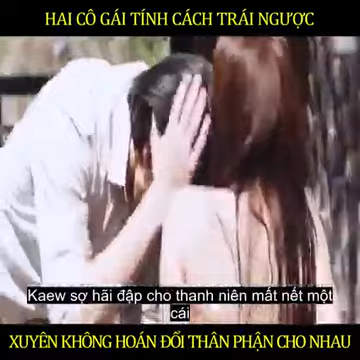 HAI CÔ GÁI TÍNH CÁCH TRÁI NGƯỢC
Kaew sợ hãi đập cho thanh niên mất nết một
cái
XUYÊN KHÔNG HOÁN ĐỔI THÂN PHẬN CHO NHAU